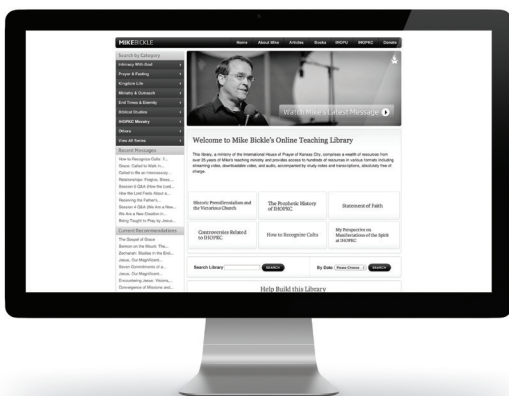 MIKEBICKLE
Home About Mike Articles Books IHOPU IHOPKC Donate
Search by Category
Intimacy With God
Prayer & Fasting
Kingdom Life
Ministry & Outreach
End Times & Eternity
Biblical Studies
IHOPKC Ministry
Others
View All Series
Recent Messages
How to Recognize Cults: 7...
Grace: Called to Walk in...
Called to Be an Intercessory...
Relationships: Forgive, Bless,...
Session 5 Q&A (How the Lord...
How the Lord Feels About a...
Receiving the Father's...
Session 4 Q&A (We Are a New...
We Are a New Creation in...
Being Taught to Pray by Jesus...
Current Recommendations
The Gospel of Grace
Sermon on the Mount: The...
Zechariah: Studies in the End...
Jesus, Our Magnificent...
Seven Commitments of a...
Jesus, Our Magnificent...
Encountering Jesus: Visions,...
Convergence of Missions and...
Watch Mike's Latest Message
Welcome to Mike Bickle's Online Teaching Library
This library, a ministry of the International House of Prayer of Kansas City, comprises a wealth of resources from
over 25 years of Mike's teaching ministry and provides access to hundreds of resources in various formats including
streaming video, downloadable video, and audio, accompanied by study notes and transcriptions, absolutely free of
charge.
Historic Premillennialism and
the Victorious Church
The Prophetic History
of IHOPKC
Statement of Faith
Controversies Related
to IHOPKC
How to Recognize Cults
My Perspective on
Manifestations of the Spirit
at IHOPKC
Search Library SEARCH By Date Please Choose SEARCH
Help Build this Library